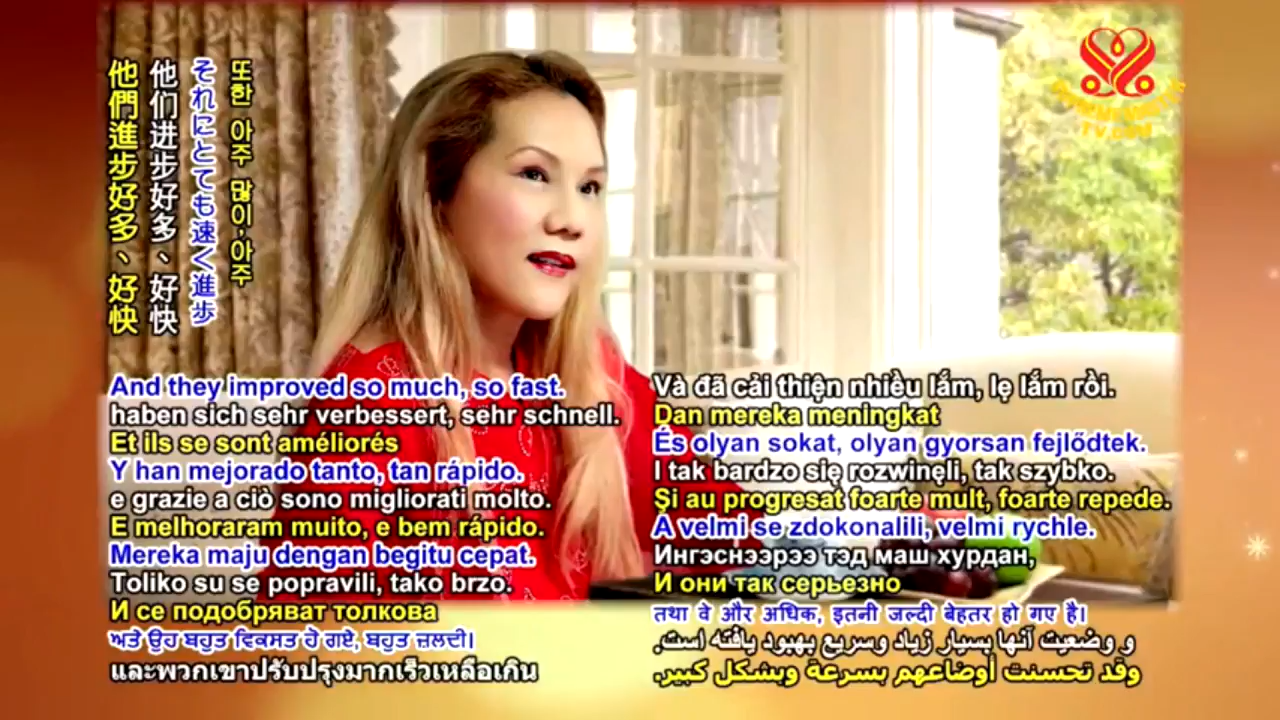 他們進步好多、好快
他们进步好多、好快
それにとても速く進歩
또한 아주 많이,아주
SUPREMEMASTER
TV.COM
And they improved so much, so fast.
haben sich sehr verbessert, sehr schnell.
Et ils se sont améliorés
Y han mejorado tanto, tan rápido.
e grazie a ciò sono migliorati molto.
E melhoraram muito, e bem rápido.
Mereka maju dengan begitu cepat.
Toliko su se popravili, tako brzo.
И се подобряват толкова
ਅਤੇ ਉਹ ਬਹੁਤ ਵਿਕਸਤ ਹੋ ਗਏ, ਬਹੁਤ ਜ਼ਲਦੀ।
และพวกเขาปรับปรุงมากเร็วเหลือเกิน
Và đã cải thiện nhiều lắm, lẹ lắm rồi.
Dan mereka meningkat
És olyan sokat, olyan gyorsan fejlődtek.
I tak bardzo się rozwinęli, tak szybko.
Şi au progresat foarte mult, foarte repede.
A velmi se zdokonalili, velmi rychle.
Ингэснээрээ тэд маш хурдан,
И они так серьезно
तथा वे और अधिक, इतनी जल्दी बेहतर हो गए है।
و وضعیت آنها بسیار زیاد وسریع بهبود یافته است.
وقد تحسنت أوضاعهم بسرعة وبشكل كبير.